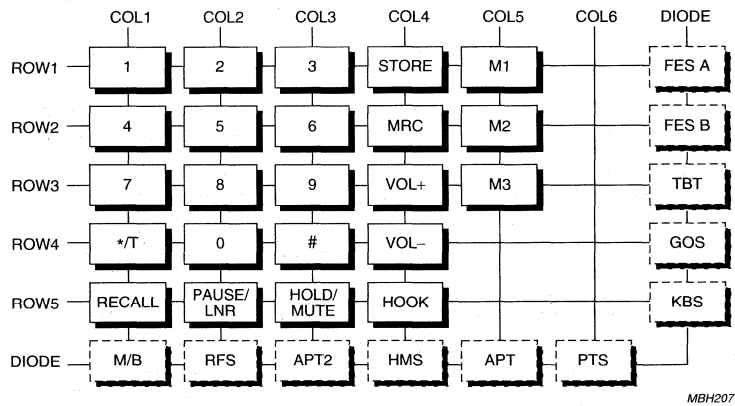 COL1 COL2 COL3 COL4 COL5 COL6 DIODE
ROW1 1 2 3 STORE M1 FES A
ROW2 4 5 6 MRC M2 FES B
ROW3 7 8 9 VOL+ M3 TBT
ROW4 */T 0 # VOL– GOS
ROW5 RECALL PAUSE/ LNR HOLD/ MUTE HOOK KBS
DIODE M/B RFS APT2 HMS APT PTS
MBH207